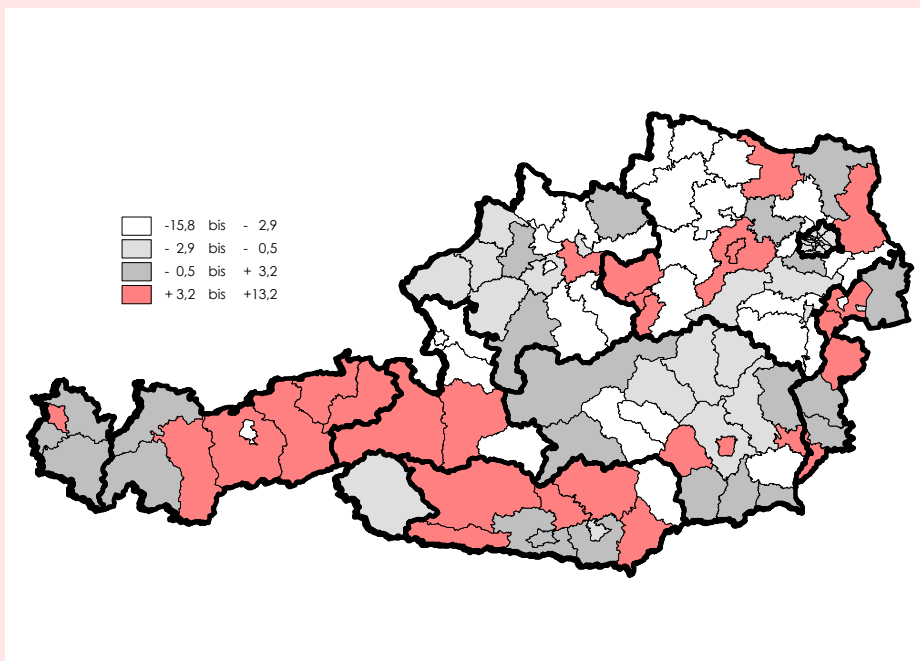 -15,8 bis - 2,9
- 2,9 bis - 0,5
- 0,5 bis + 3,2
+ 3,2 bis +13,2